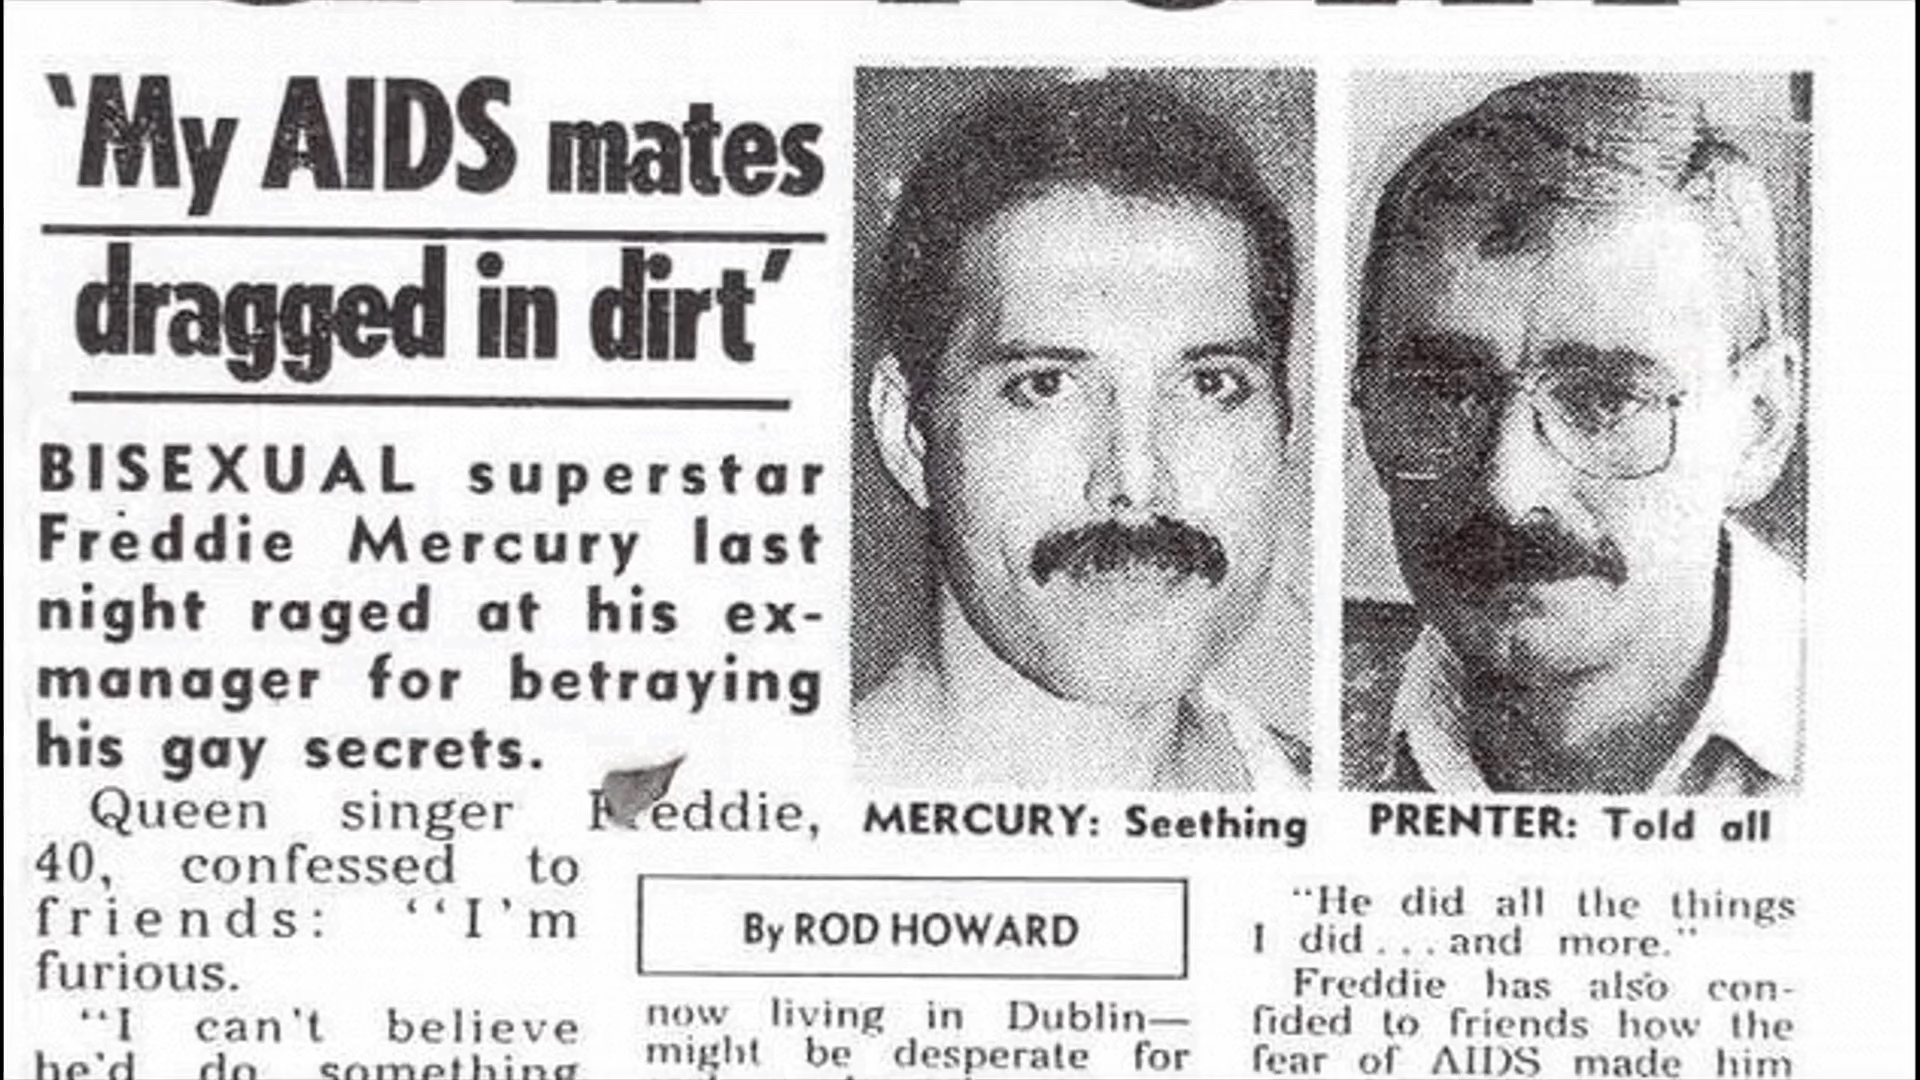 'My AIDS mates
dragged in dirt'
BISEXUAL superstar
Freddie Mercury last
night raged at his ex-
manager for betraying
his gay secrets.
Queen singer Freddie,
40, confessed to
friends: "I'm
furious.
"I can't believe
he'd do something
MERCURY: Seething
PRENTER: Told all
By ROD HOWARD
now living in Dublin—
might be desperate for
"He did all the things
I did...and more."
Freddie has also con-
fided to friends how the
fear of AIDS made him